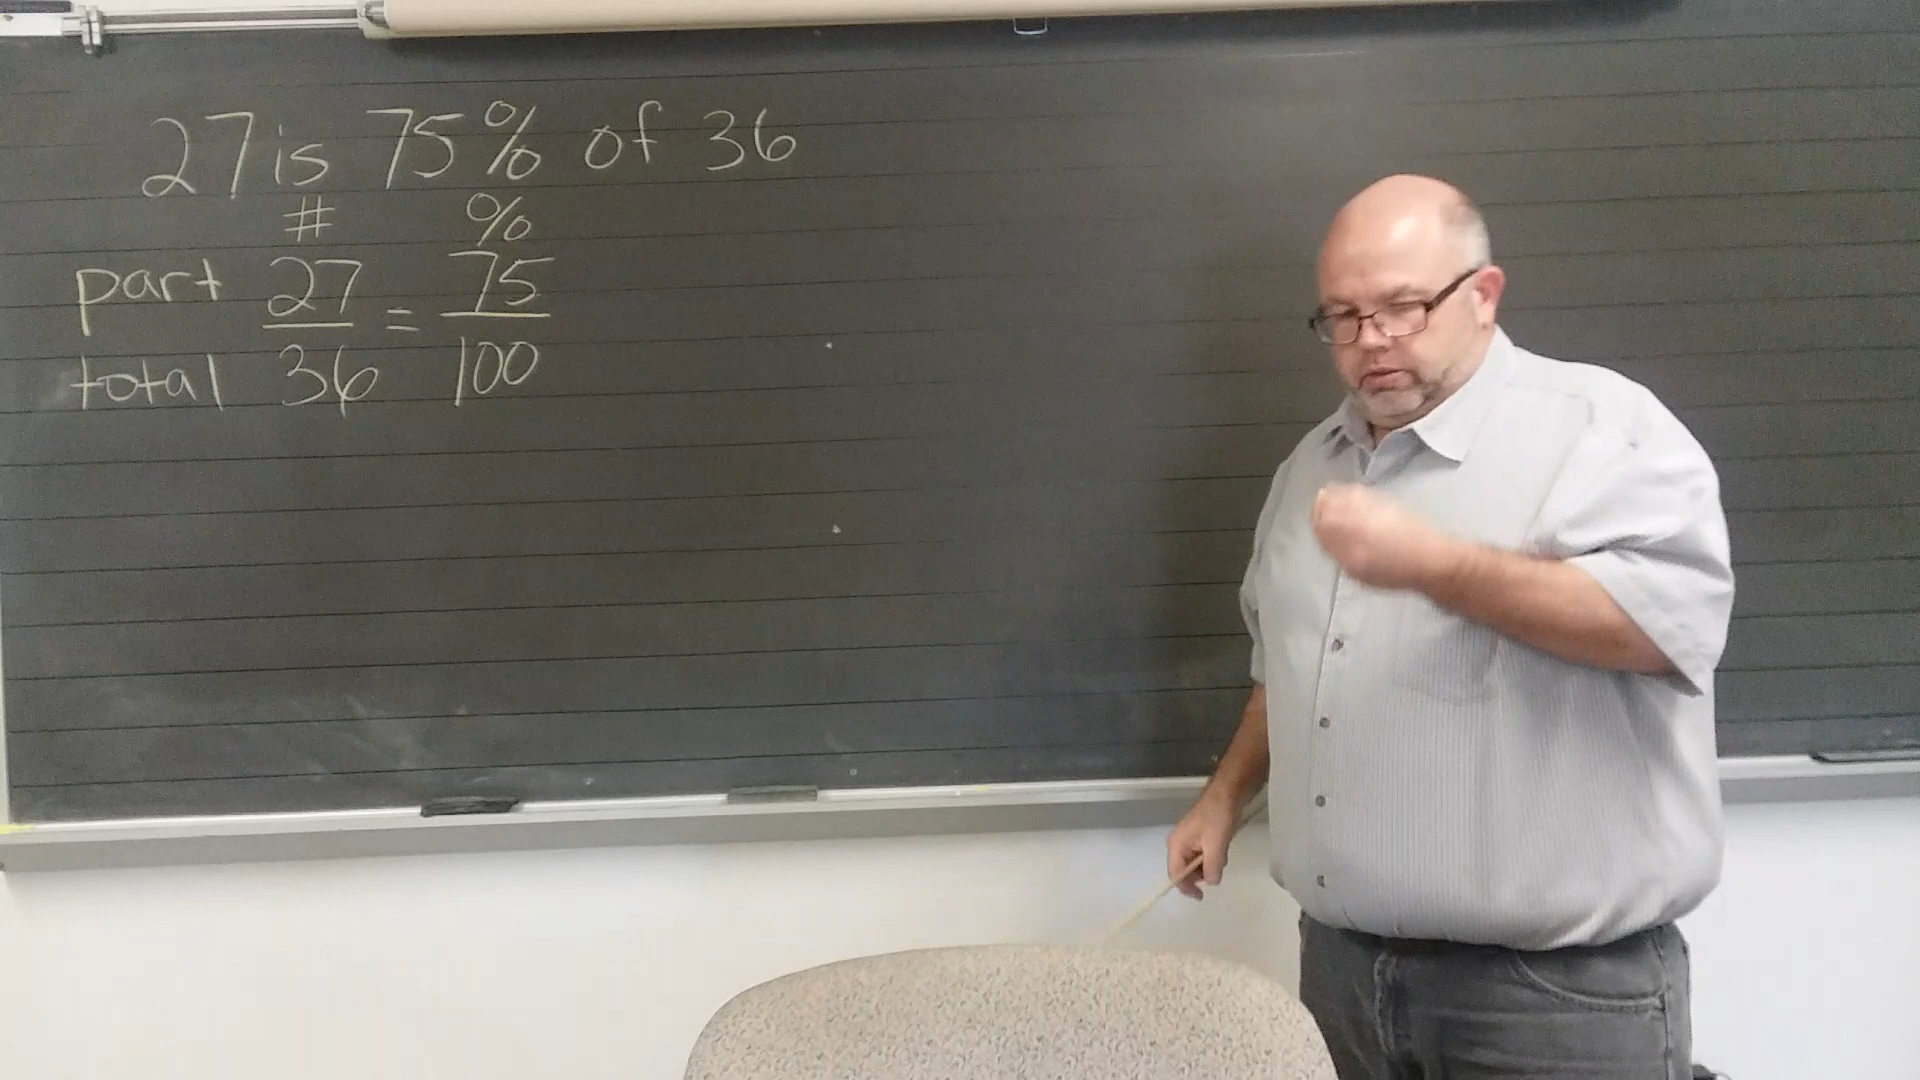 27 is 75% of 36
# %
part 27 = 75
total 36 100